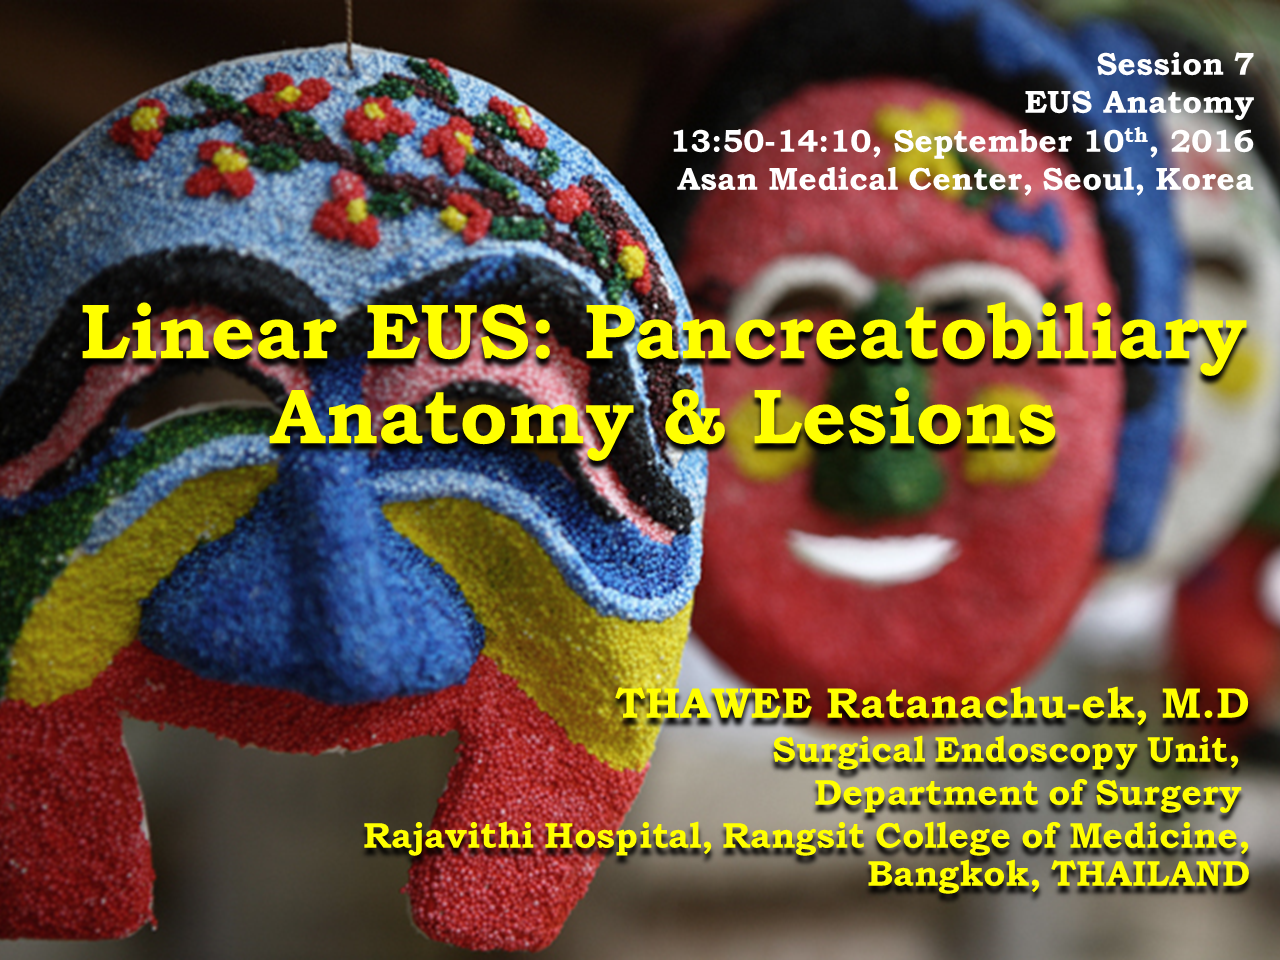 Session 7
EUS Anatomy
13:50-14:10, September 10th, 2016
Asan Medical Center, Seoul, Korea
Linear EUS: Pancreatobiliary
Anatomy & Lesions
THAWEE Ratanachu-ek, M.D
Surgical Endoscopy Unit,
Department of Surgery
Rajavithi Hospital, Rangsit College of Medicine,
Bangkok, THAILAND